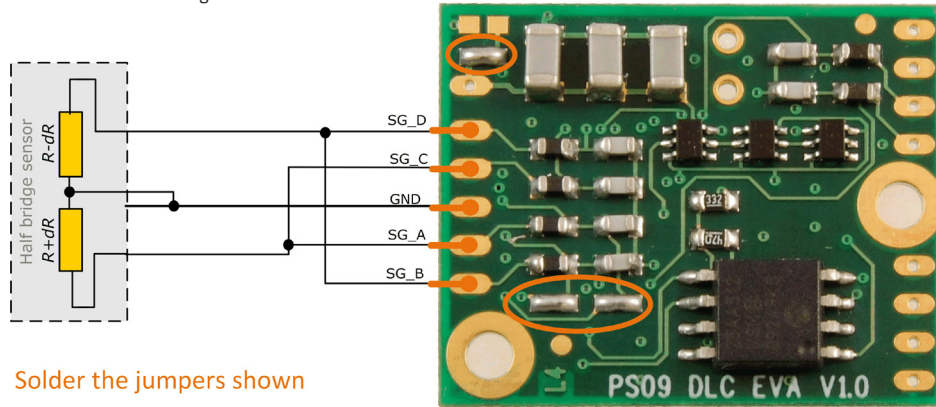 Half bridge sensor
R-dR
R+dR
SG_D
SG_C
GND
SG_A
SG_B
332
Solder the jumpers shown
L4
PS09 DLC EVA V1.0